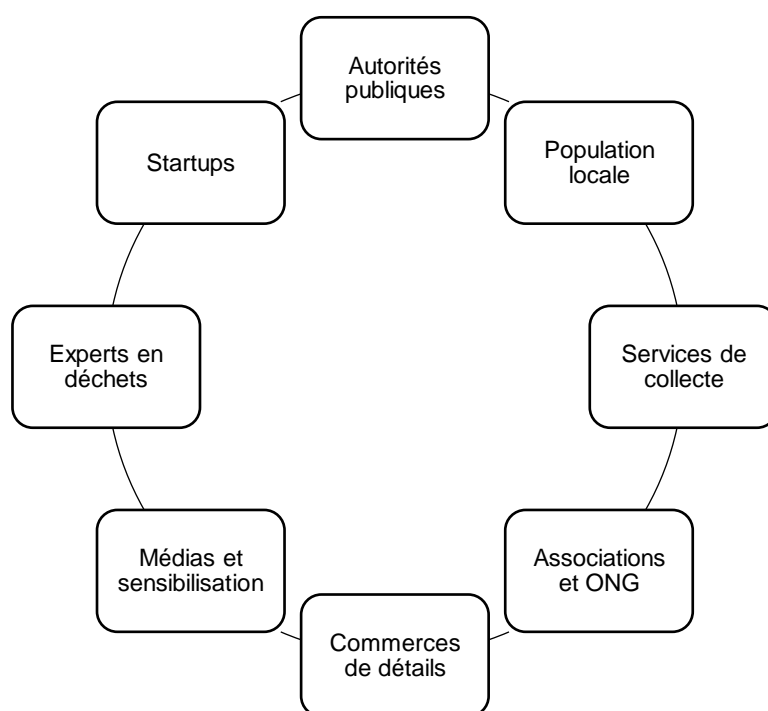 Autorités
publiques
Startups
Population
locale
Experts en
déchets
Services de
collecte
Médias et
sensibilisation
Associations
et ONG
Commerces
de détails